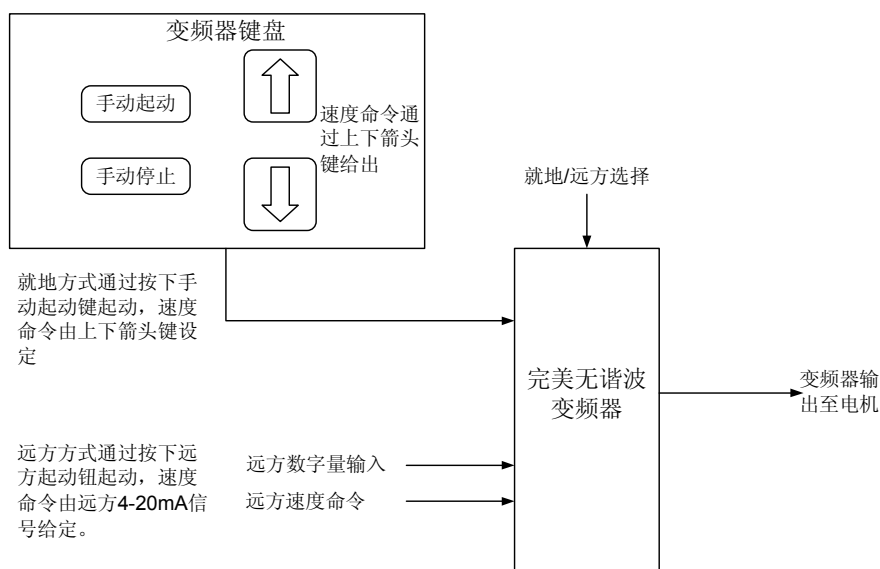 变频器键盘
手动起动
速度命令通
过上下箭头
键给出
手动停止
就地/远方选择
就地方式通过按下手
动起动键起动，速度
命令由上下箭头键设
定
完美无谐波
变频器
变频器输
出至电机
远方方式通过按下远
方起动钮起动，速度
命令由远方4-20mA信
号给定。
远方数字量输入
远方速度命令